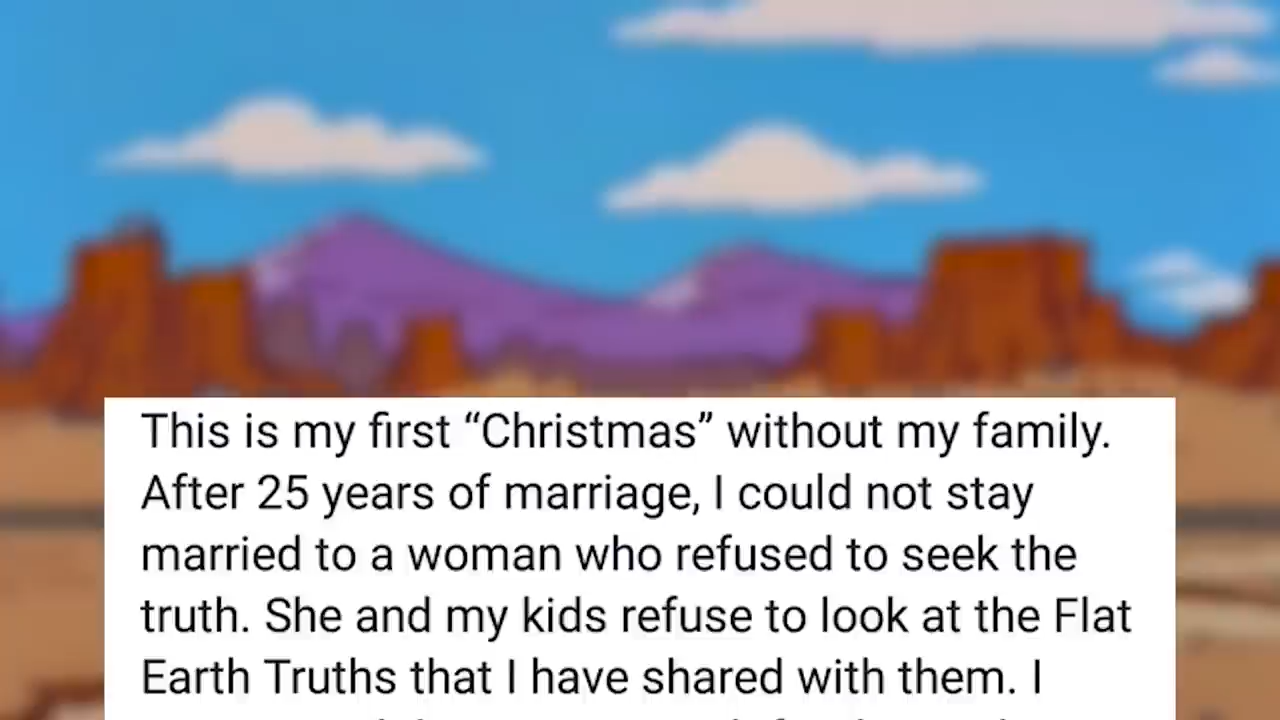 This is my first “Christmas” without my family.
After 25 years of marriage, I could not stay
married to a woman who refused to seek the
truth. She and my kids refuse to look at the Flat
Earth Truths that I have shared with them. I